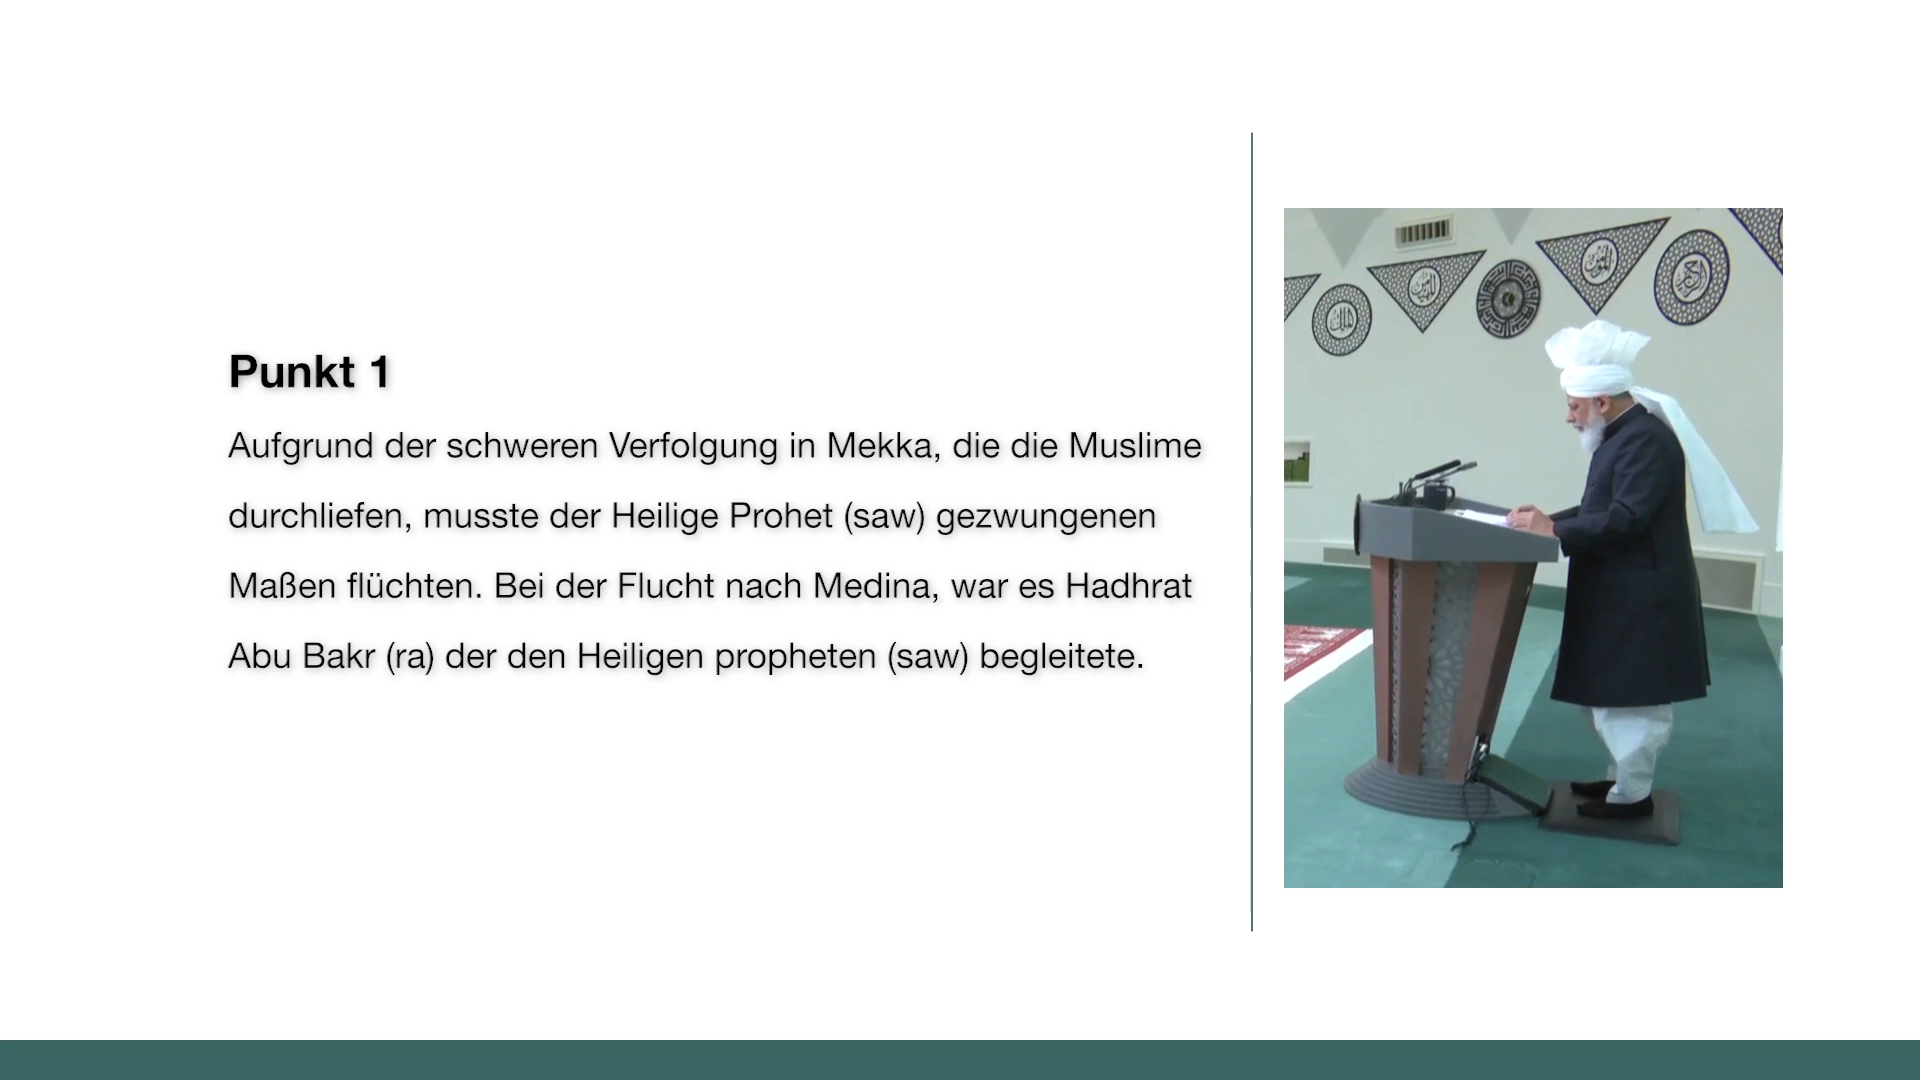 Punkt 1
Aufgrund der schweren Verfolgung in Mekka, die die Muslime
durchliefen, musste der Heilige Prohet (saw) gezwungenen
Maßen flüchten. Bei der Flucht nach Medina, war es Hadhrat
Abu Bakr (ra) der den Heiligen propheten (saw) begleitete.